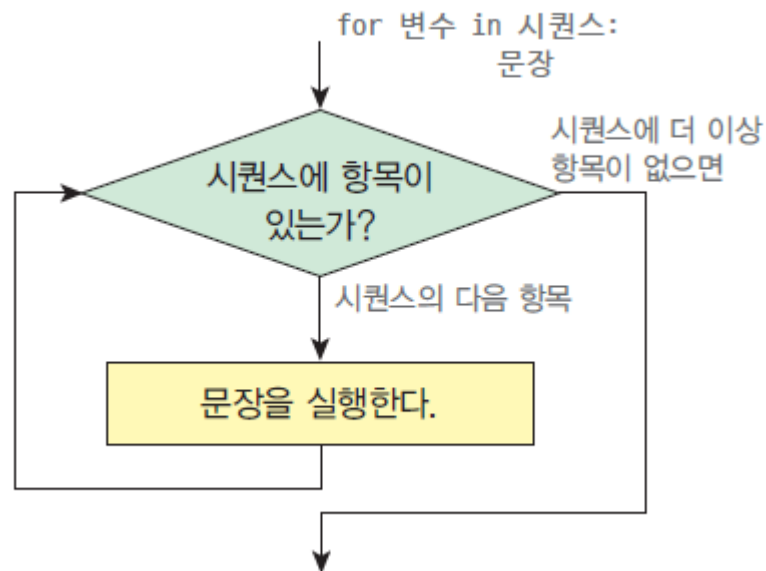 for 변수 in 시퀀스:
문장
시퀀스에 더 이상
항목이 없으면
시퀀스에 항목이
있는가?
시퀀스의 다음 항목
문장을 실행한다.